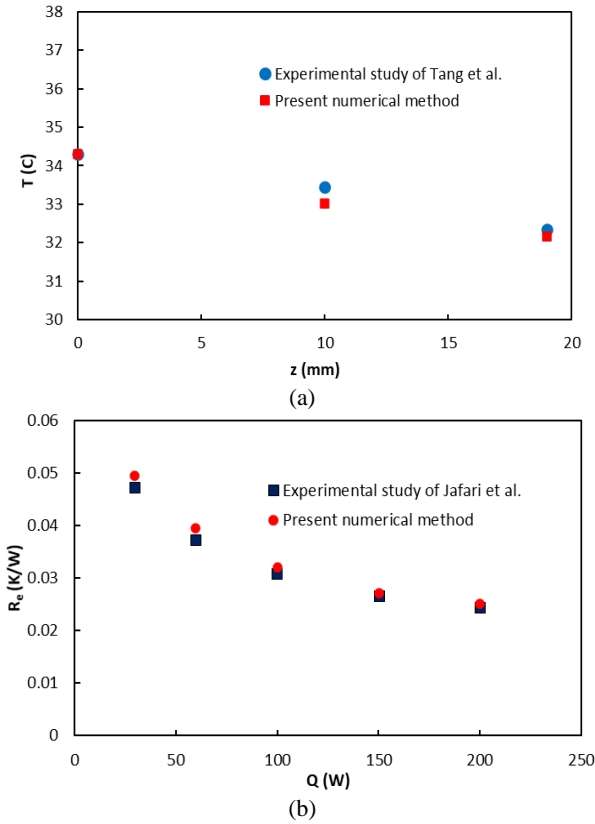 38
37
36
35
34
33
32
31
30
T (C)
Experimental study of Tang et al.
Present numerical method
0
5
10
15
20
z (mm)
(a)
0.06
0.05
0.04
0.03
0.02
0.01
0
R_e (K/W)
Experimental study of Jafari et al.
Present numerical method
0
50
100
150
200
250
Q (W)
(b)